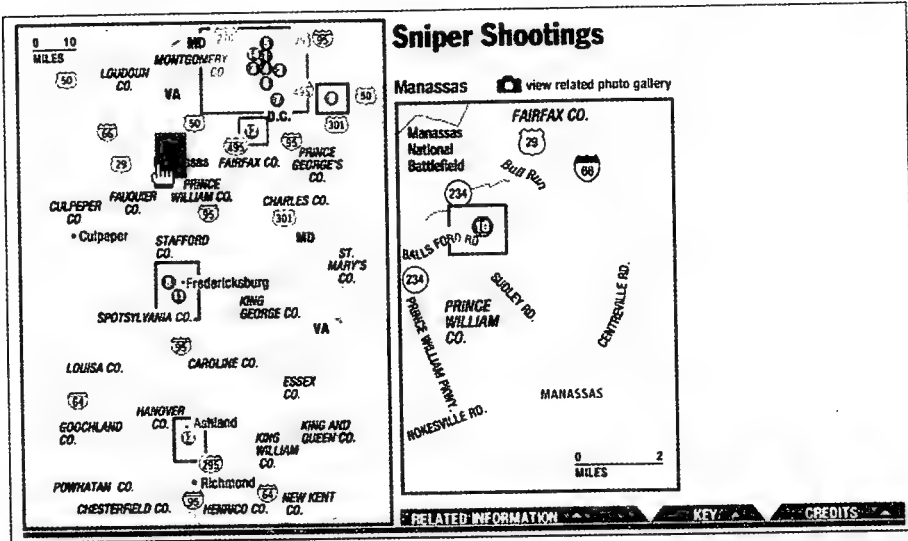 Sniper Shootings
0 10
MILES
MD
MONTGOMERY
CO
LOUDOUN
CO.
VA
95
50
50
495
50
D.C.
301
66
495
95
29
FAIRFAX CO.
PRINCE
GEORGE'S
CO.
FAUQUIER
CO.
PRINCE
WILLIAM CO.
95
CHARLES CO.
301
CULPEPER
CO
Culpeper
STAFFORD
CO.
MD
ST.
MARY'S
CO.
Fredericksburg
KING
GEORGE CO.
SPOTSYLVANIA CO.
VA
95
LOUISA CO.
CAROLINE CO.
ESSEX
CO.
64
HANOVER
CO.
Ashland
GOOCHLAND
CO.
KING
WILLIAM
CO.
KING AND
QUEEN CO.
295
Richmond
POWHATAN CO.
CHESTERFIELD CO.
95
HENRICO CO.
64
NEW KENT
CO.
Manassas
view related photo gallery
FAIRFAX CO.
29
66
Manassas
National
Battlefield
Bull Run
234
BALLS FORD RD
234
SUDLEY RD.
CENTREVILLE RD.
PRINCE
WILLIAM
CO.
PRINCE WILLIAM PKWY.
MANASSAS
NOKESVILLE RD.
0 2
MILES
RELATED INFORMATION
KEY
CREDITS